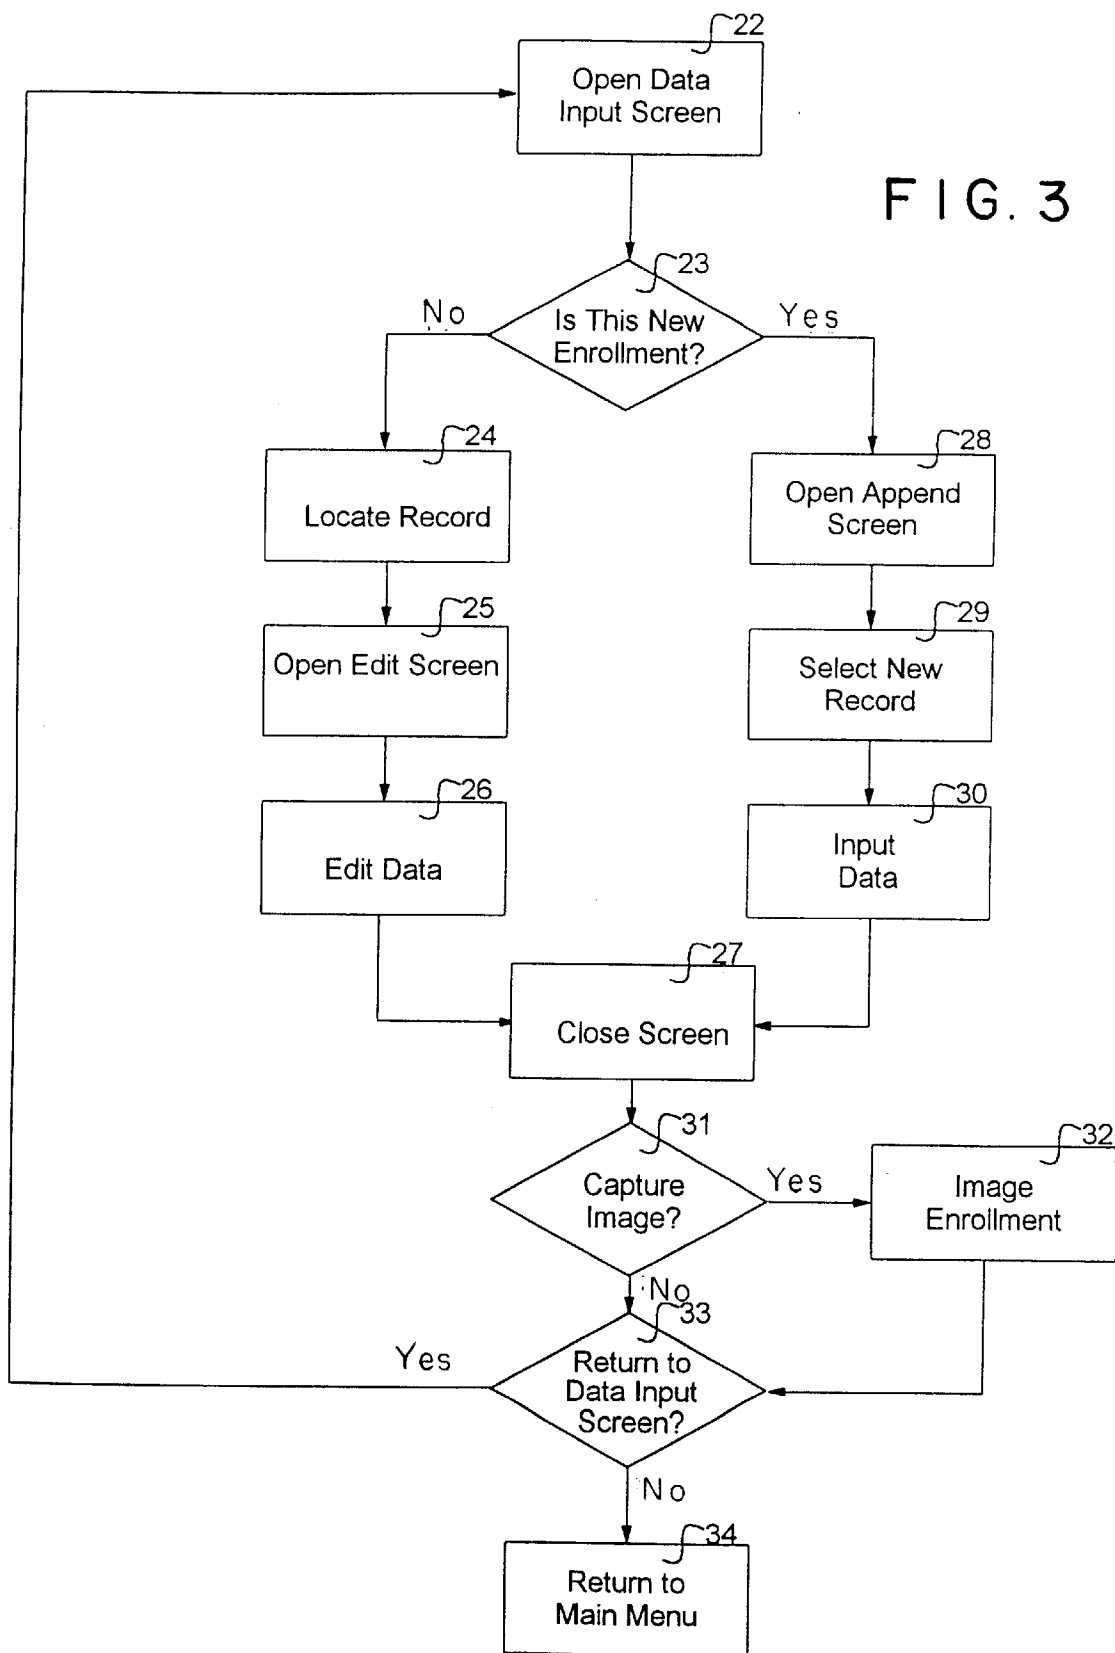 22
Open Data
Input Screen
FIG. 3
23
No
Is This New
Enrollment?
Yes
24
Locate Record
28
Open Append
Screen
25
Open Edit Screen
29
Select New
Record
26
Edit Data
30
Input
Data
27
Close Screen
31
Capture
Image?
Yes
32
Image
Enrollment
No
33
Yes
Return to
Data Input
Screen?
No
34
Return to
Main Menu